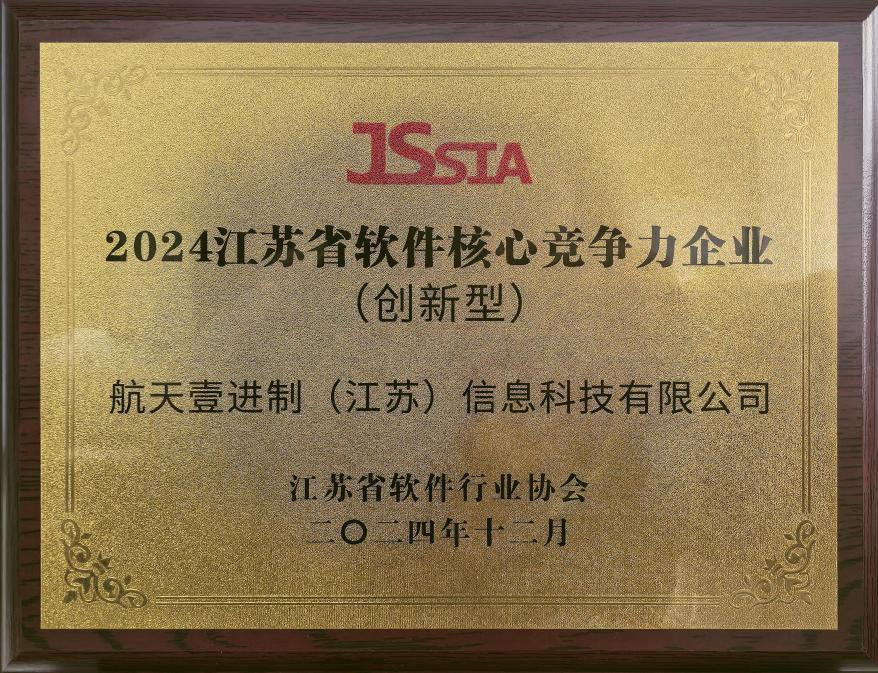 JSSIA
2024江苏省软件核心竞争力企业
（创新型）
航天壹进制（江苏）信息科技有限公司
江苏省软件行业协会
二〇二四年十二月